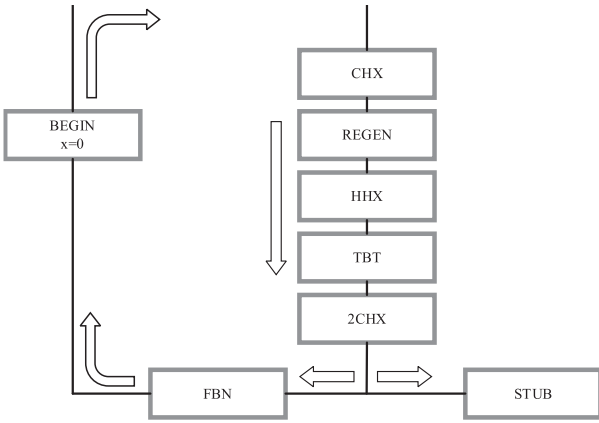 CHX
BEGIN
x=0
REGEN
HHX
TBT
2CHX
FBN
STUB